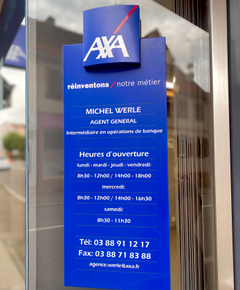 AXA
réinventons / notre métier
MICHEL WERLE
AGENT GENERAL
Intermédiaire en opérations de banque
Heures d'ouverture
lundi - mardi - jeudi - vendredi:
8h30 - 12h00 / 14h00 - 18h00
mercredi:
8h30 - 12h00 / 14h00 - 16h30
samedi:
8h30 - 11h30
Tél: 03 88 91 12 17
Fax: 03 88 71 83 88
agence.werle@axa.fr